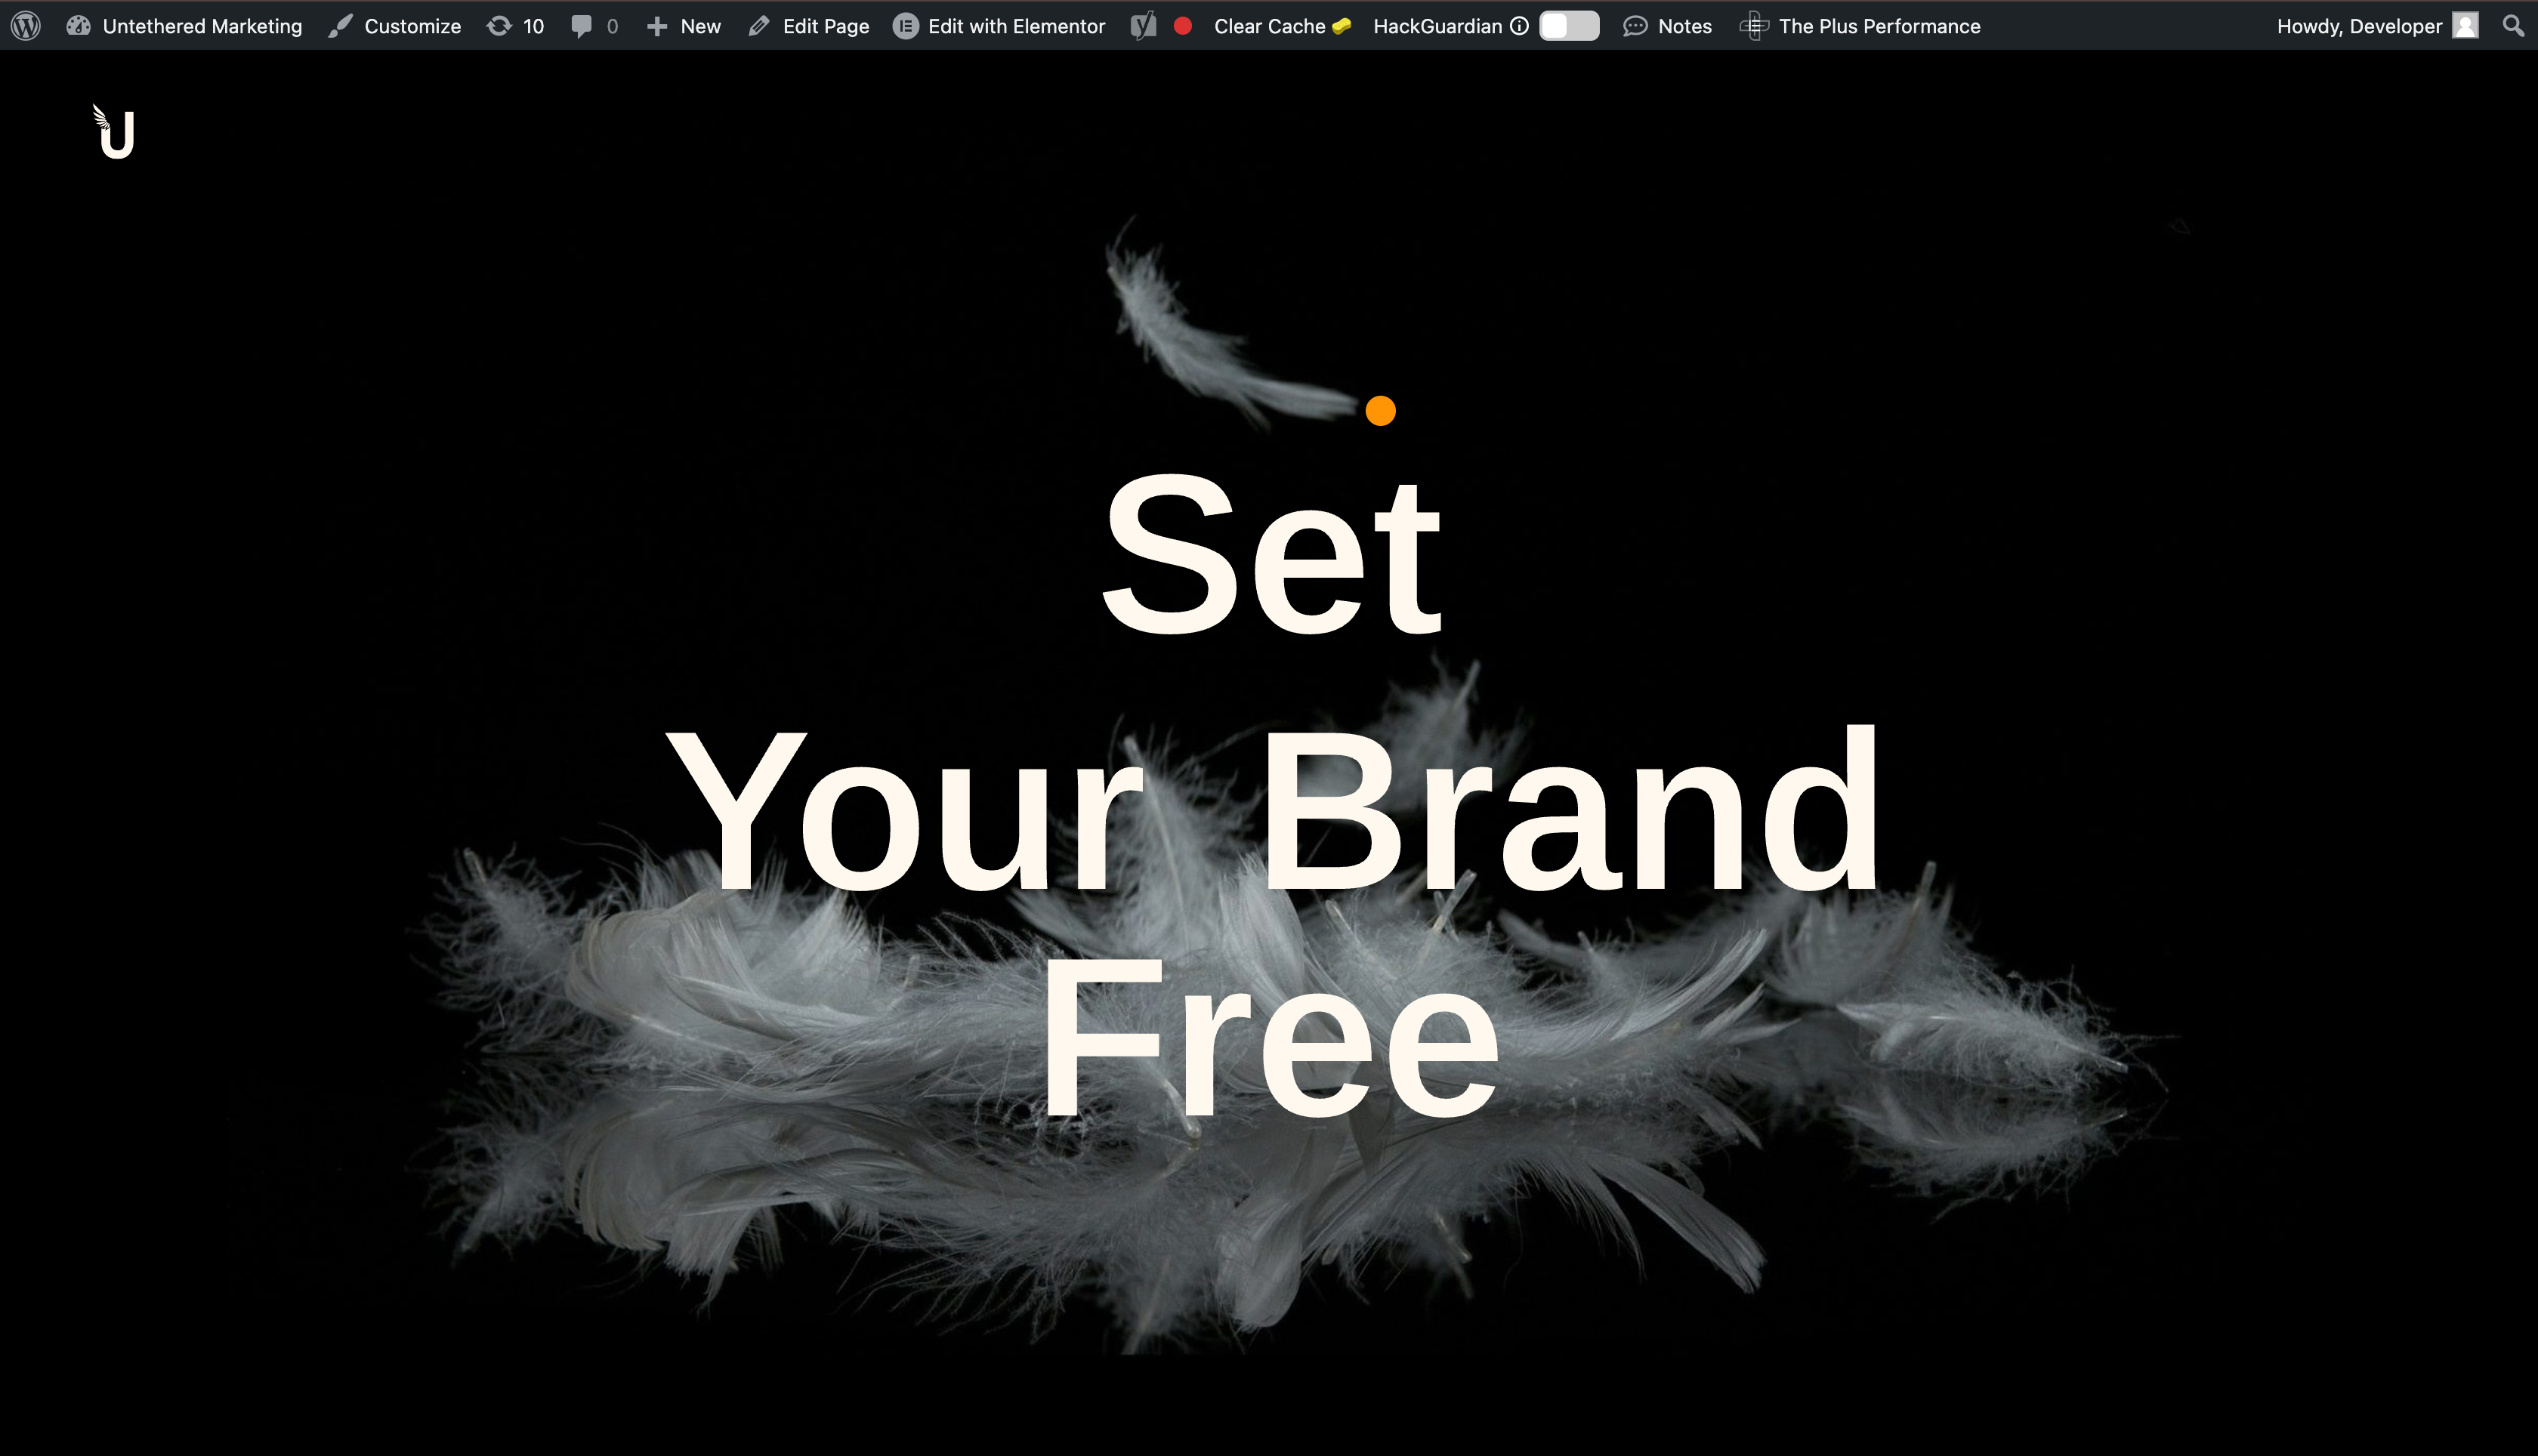 Untethered Marketing Customize 10 0 New Edit Page Edit with Elementor Clear Cache HackGuardian Notes The Plus Performance Howdy, Developer
U
Set
Your Brand
Free